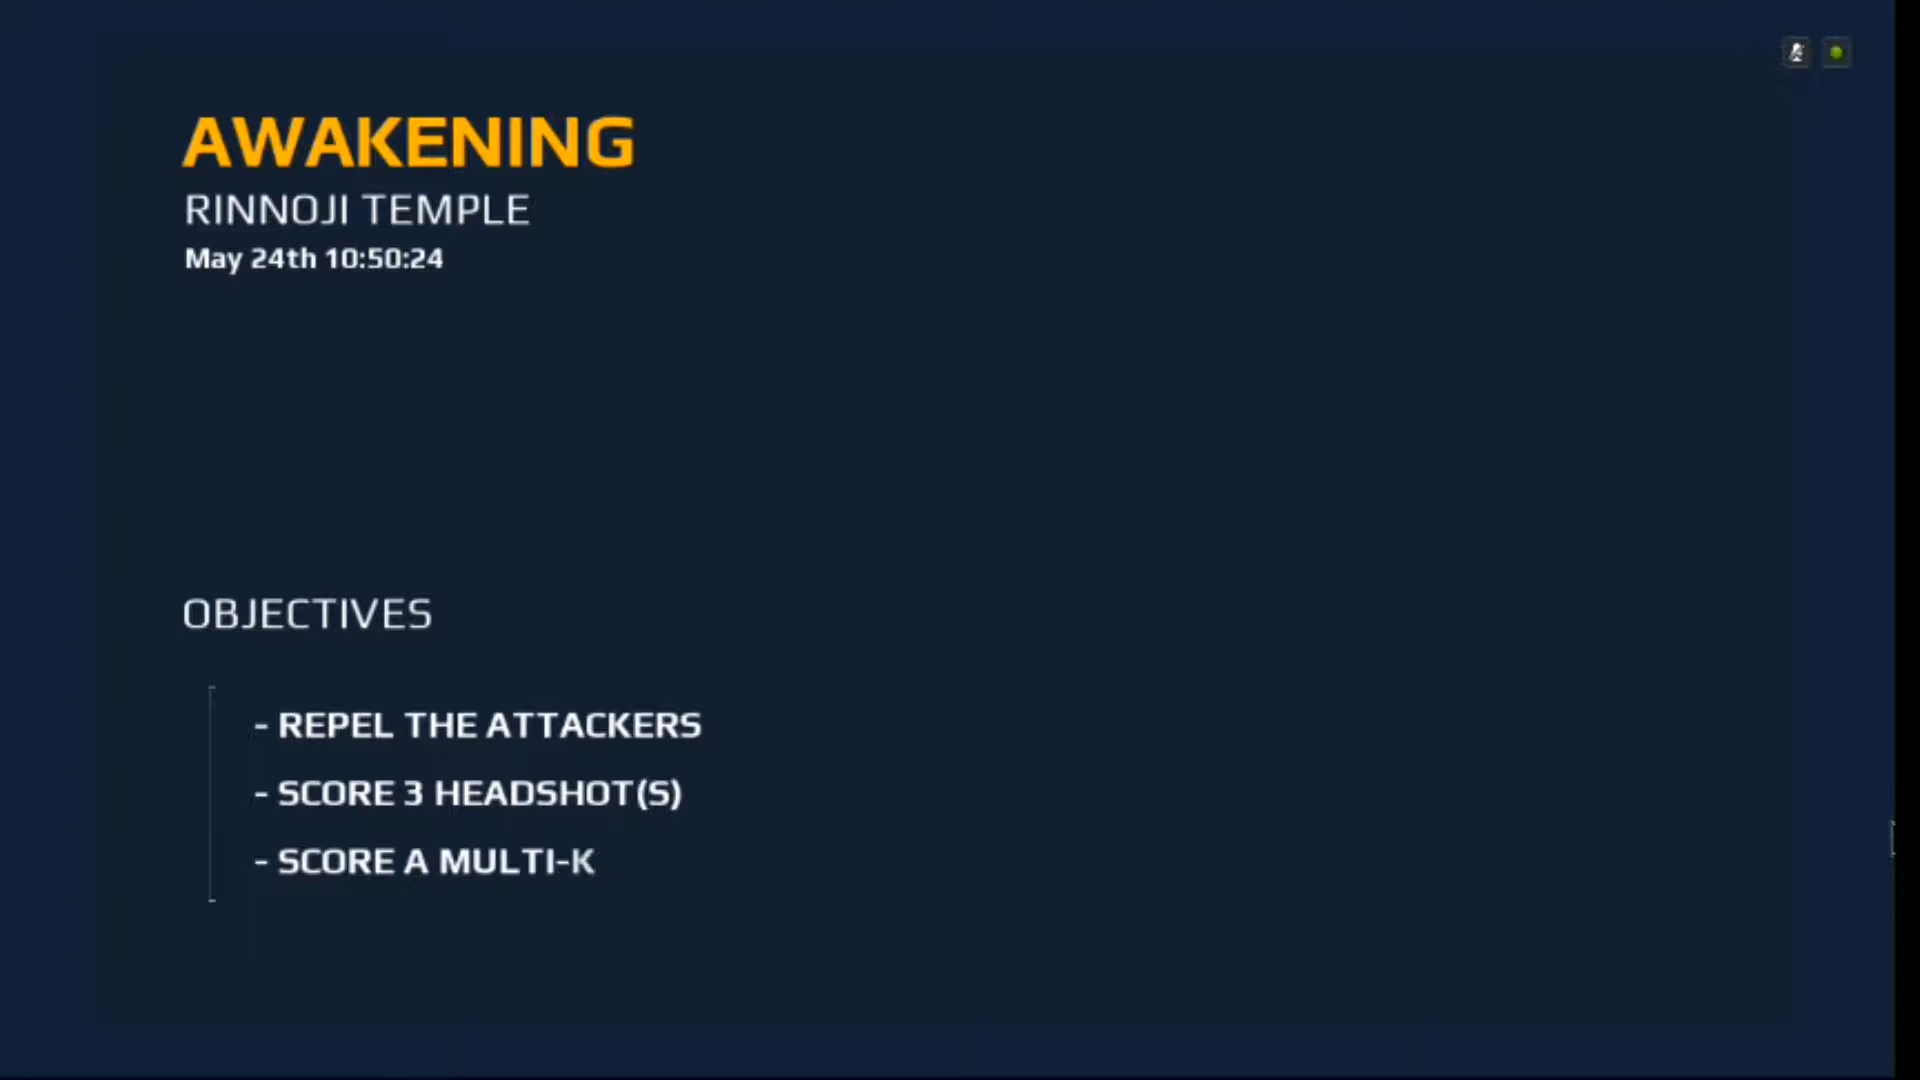 AWAKENING
RINNOJI TEMPLE
May 24th 10:50:24
OBJECTIVES
- REPEL THE ATTACKERS
- SCORE 3 HEADSHOT(S)
- SCORE A MULTI-K